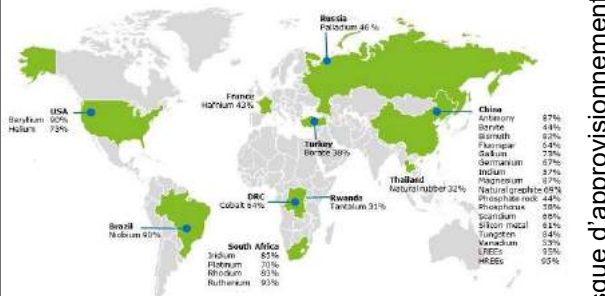 Russia
Palladium 46 %
France
Hafnium 43%
USA
Beryllium 90%
Helium 73%
Turkey
Borate 38%
China
Antimony 87%
Baryte 44%
Bismuth 82%
Fluorspar 64%
Gallium 73%
Germanium 67%
Indium 57%
Magnesium 87%
Natural graphite 69%
Phosphate rock 44%
Phosphorus 58%
Scandium 66%
Silicon metal 61%
Tungsten 84%
Vanadium 53%
LREEs 95%
HREEs 95%
Thailand
Natural rubber 32%
DRC
Cobalt 64%
Rwanda
Tantalum 31%
Brazil
Niobium 90%
South Africa
Iridium 85%
Platinum 70%
Rhodium 83%
Ruthenium 93%
sque d'approvisionnement